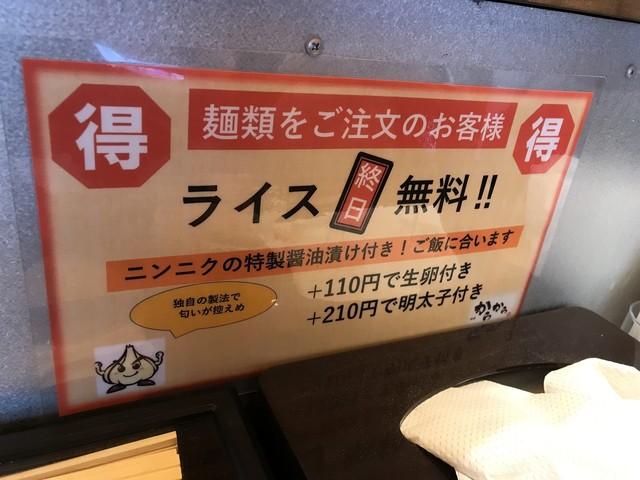 得
麺類をご注文のお客様
得
ライス 終日 無料!!
ニンニクの特製醤油漬け付き！ご飯に合います
独自の製法で
匂いが控えめ
+110円で生卵付き
+210円で明太子付き